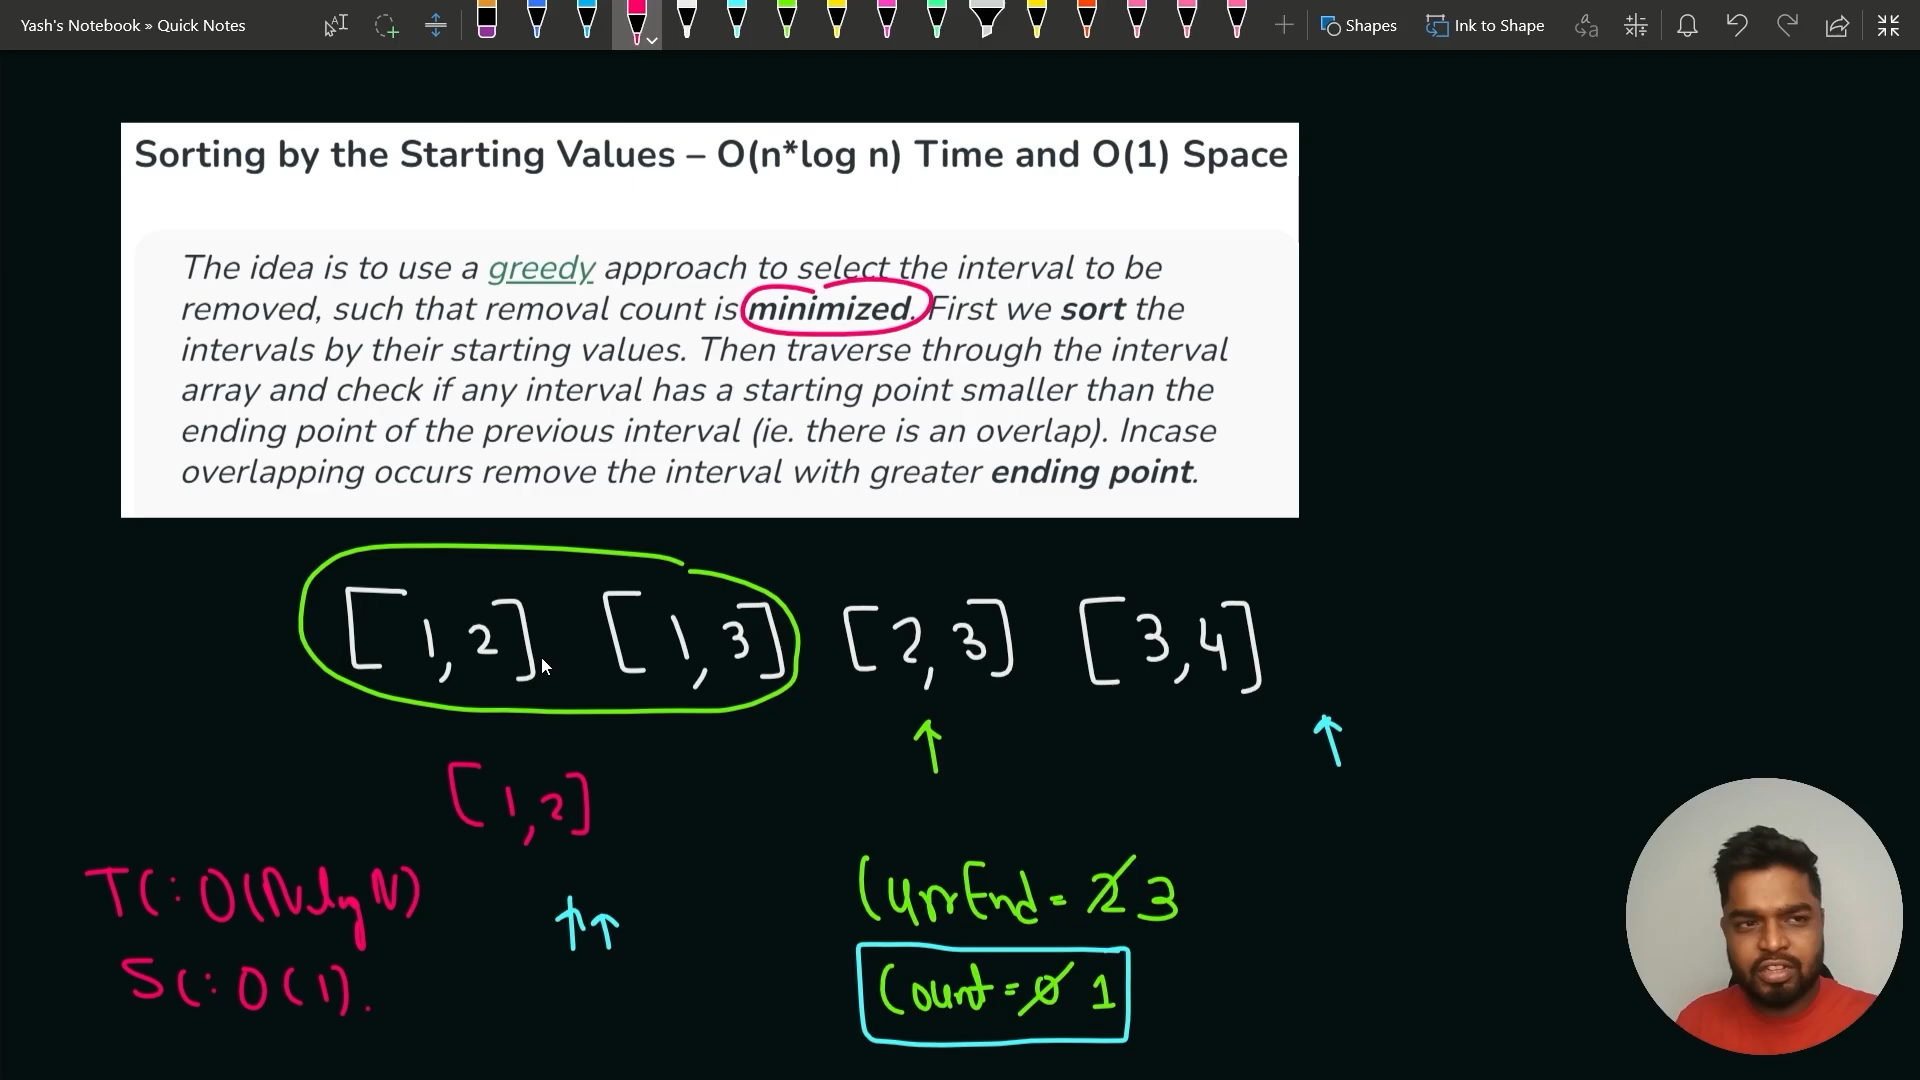 Yash's Notebook » Quick Notes
Shapes
Ink to Shape
Sorting by the Starting Values – O(n*log n) Time and O(1) Space
The idea is to use a greedy approach to select the interval to be
removed, such that removal count is minimized. First we sort the
intervals by their starting values. Then traverse through the interval
array and check if any interval has a starting point smaller than the
ending point of the previous interval (ie. there is an overlap). Incase
overlapping occurs remove the interval with greater ending point.
[1,2], [1,3] [2,3] [3,4]
[1,2]
TC: O(N log N)
CurrEnd = 2 3
SC: O(1).
Count = 0 1